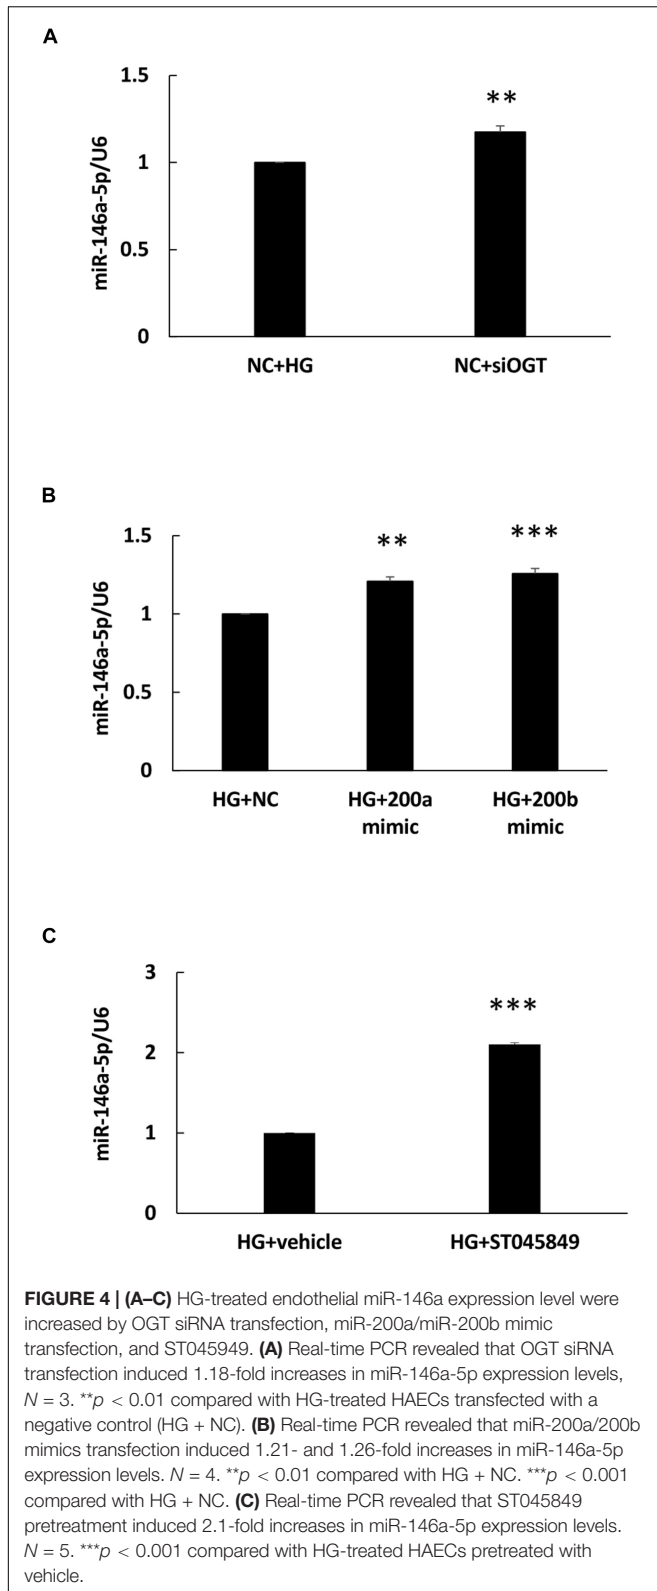 A
1.5
**
1
miR-146a-5p/U6
0.5
0
NC+HG
NC+siOGT
B
1.5
**
***
1
miR-146a-5p/U6
0.5
0
HG+NC
HG+200a
mimic
HG+200b
mimic
C
3
***
2
miR-146a-5p/U6
1
0
HG+vehicle
HG+ST045849
FIGURE 4 | (A–C) HG-treated endothelial miR-146a expression level were
increased by OGT siRNA transfection, miR-200a/miR-200b mimic
transfection, and ST045949. (A) Real-time PCR revealed that OGT siRNA
transfection induced 1.18-fold increases in miR-146a-5p expression levels,
N = 3. **p < 0.01 compared with HG-treated HAECs transfected with a
negative control (HG + NC). (B) Real-time PCR revealed that miR-200a/200b
mimics transfection induced 1.21- and 1.26-fold increases in miR-146a-5p
expression levels. N = 4. **p < 0.01 compared with HG + NC. ***p < 0.001
compared with HG + NC. (C) Real-time PCR revealed that ST045849
pretreatment induced 2.1-fold increases in miR-146a-5p expression levels.
N = 5. ***p < 0.001 compared with HG-treated HAECs pretreated with
vehicle.